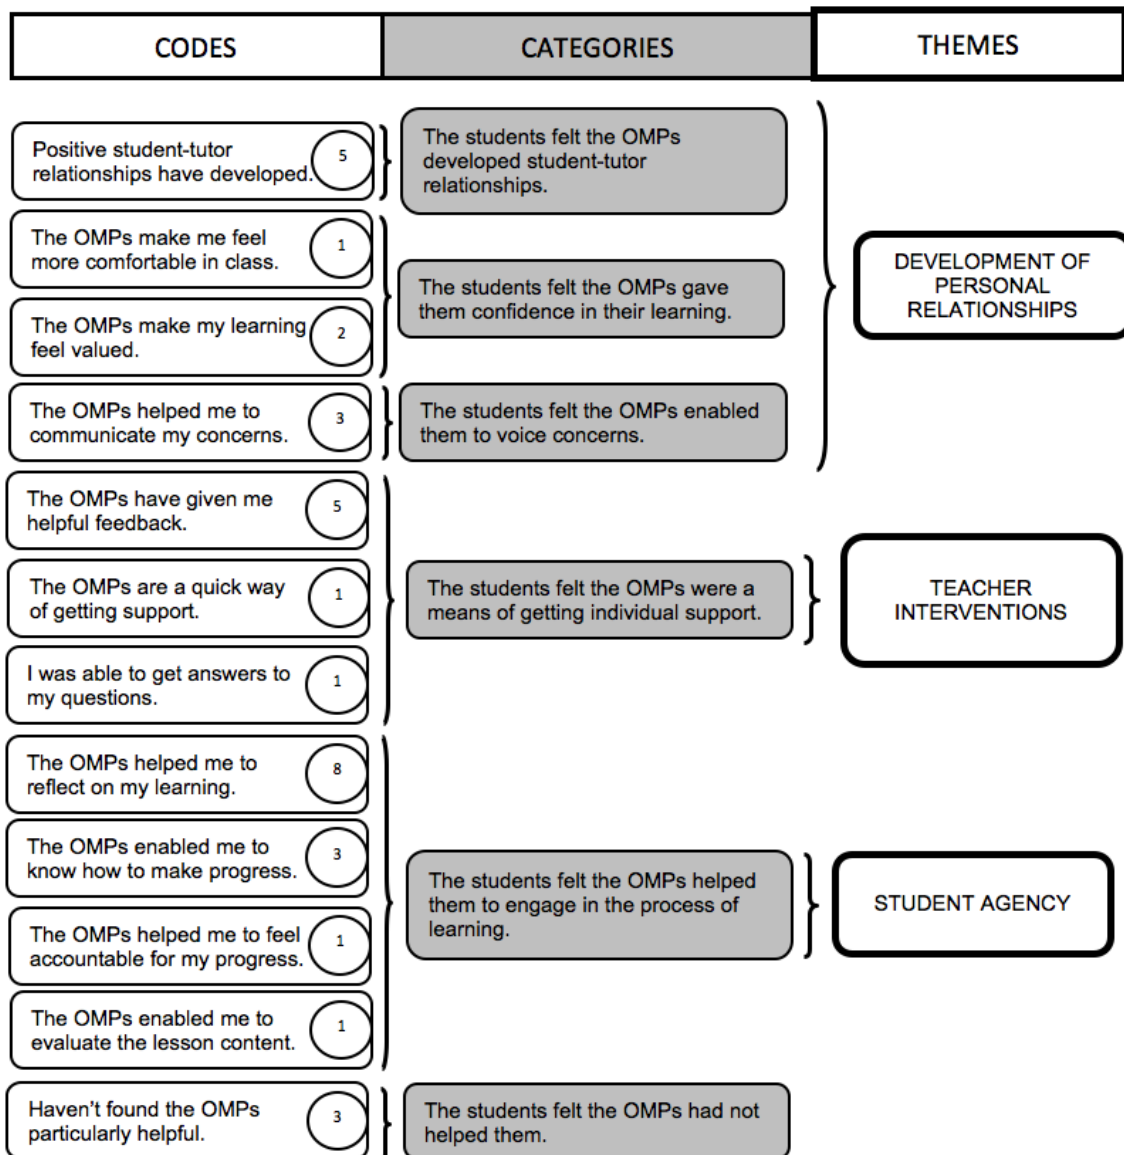 CODES
CATEGORIES
THEMES
Positive student-tutor
relationships have developed.
5
The students felt the OMPs
developed student-tutor
relationships.
The OMPs make me feel
more comfortable in class.
1
The OMPs make my learning
feel valued.
2
The students felt the OMPs gave
them confidence in their learning.
The OMPs helped me to
communicate my concerns.
3
The students felt the OMPs enabled
them to voice concerns.
DEVELOPMENT OF
PERSONAL
RELATIONSHIPS
The OMPs have given me
helpful feedback.
5
The OMPs are a quick way
of getting support.
1
I was able to get answers to
my questions.
1
The students felt the OMPs were a
means of getting individual support.
TEACHER
INTERVENTIONS
The OMPs helped me to
reflect on my learning.
8
The OMPs enabled me to
know how to make progress.
3
The OMPs helped me to feel
accountable for my progress.
1
The OMPs enabled me to
evaluate the lesson content.
1
The students felt the OMPs helped
them to engage in the process of
learning.
STUDENT AGENCY
Haven't found the OMPs
particularly helpful.
3
The students felt the OMPs had not
helped them.